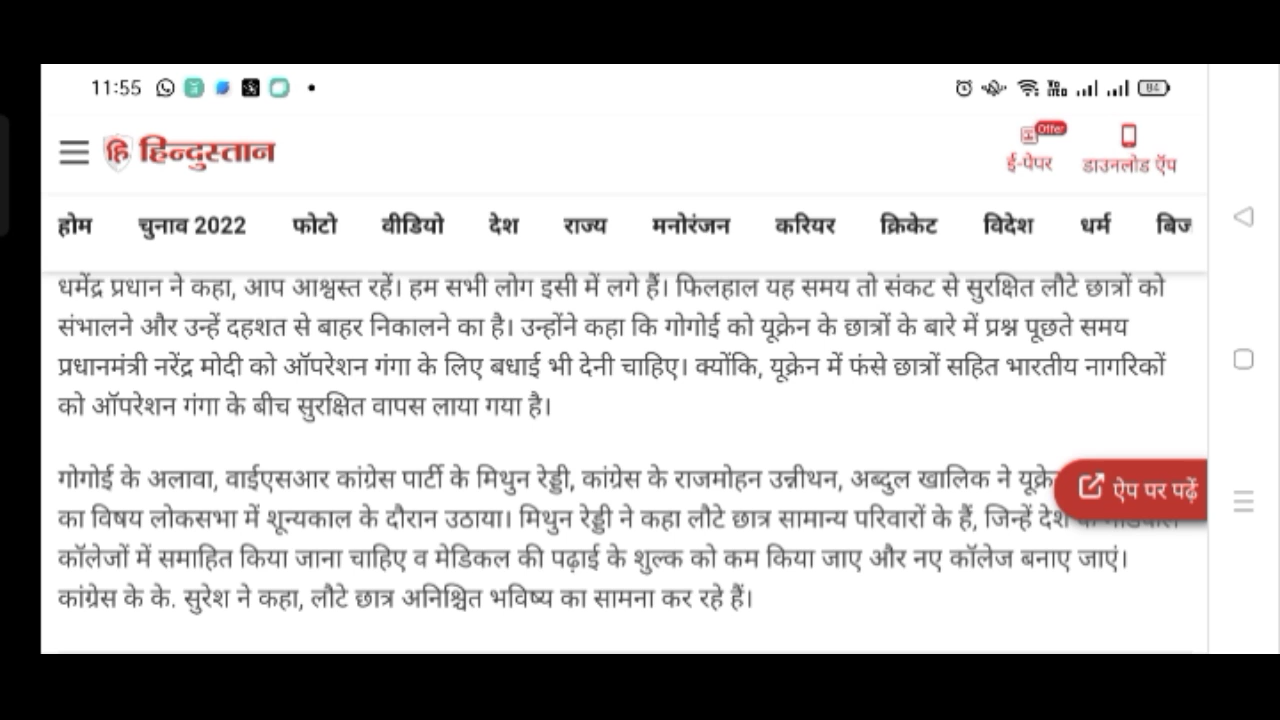 11:55
84
हि हिन्दुस्तान
Offer
ई-पेपर
डाउनलोड ऍप
होम चुनाव 2022 फोटो वीडियो देश राज्य मनोरंजन करियर क्रिकेट विदेश धर्म बिज
धर्मेंद्र प्रधान ने कहा, आप आश्वस्त रहें। हम सभी लोग इसी में लगे हैं। फिलहाल यह समय तो संकट से सुरक्षित लौटे छात्रों को
संभालने और उन्हें दहशत से बाहर निकालने का है। उन्होंने कहा कि गोगोई को यूक्रेन के छात्रों के बारे में प्रश्न पूछते समय
प्रधानमंत्री नरेंद्र मोदी को ऑपरेशन गंगा के लिए बधाई भी देनी चाहिए। क्योंकि, यूक्रेन में फंसे छात्रों सहित भारतीय नागरिकों
को ऑपरेशन गंगा के बीच सुरक्षित वापस लाया गया है।
गोगोई के अलावा, वाईएसआर कांग्रेस पार्टी के मिथुन रेड्डी, कांग्रेस के राजमोहन उन्नीथन, अब्दुल खालिक ने यूक्रे
ऐप पर पढ़ें
का विषय लोकसभा में शून्यकाल के दौरान उठाया। मिथुन रेड्डी ने कहा लौटे छात्र सामान्य परिवारों के हैं, जिन्हें देश
कॉलेजों में समाहित किया जाना चाहिए व मेडिकल की पढ़ाई के शुल्क को कम किया जाए और नए कॉलेज बनाए जाएं।
कांग्रेस के के. सुरेश ने कहा, लौटे छात्र अनिश्चित भविष्य का सामना कर रहे हैं।